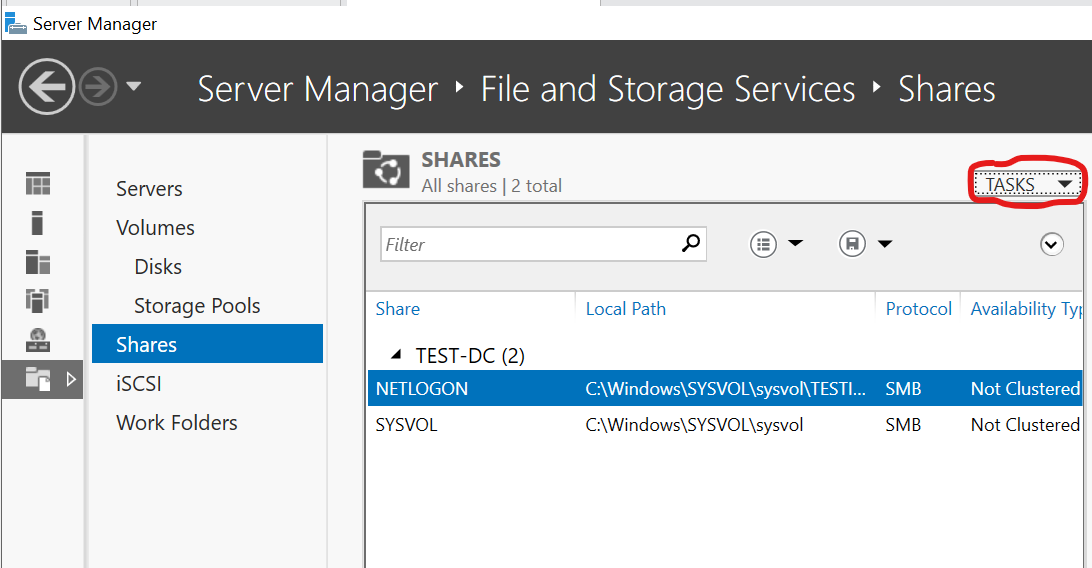 Server Manager
Server Manager ‣ File and Storage Services ‣ Shares
Servers
Volumes
Disks
Storage Pools
Shares
iSCSI
Work Folders
SHARES
All shares | 2 total
TASKS
Filter
Share Local Path Protocol Availability Typ
TEST-DC (2)
NETLOGON C:\Windows\SYSVOL\sysvol\TESTI... SMB Not Clustered
SYSVOL C:\Windows\SYSVOL\sysvol SMB Not Clustered